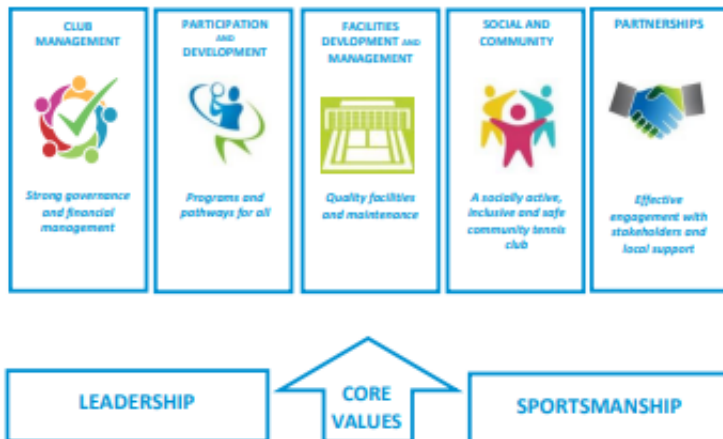 CLUB
MANAGEMENT
Strong governance
and financial
management
PARTICIPATION
AND
DEVELOPMENT
Programs and
pathways for all
FACILITIES
DEVLOPMENT AND
MANAGEMENT
Quality facilities
and maintenance
SOCIAL AND
COMMUNITY
A socially active,
inclusive and safe
community tennis
club
PARTNERSHIPS
Effective
engagement with
stakeholders and
local support
LEADERSHIP
CORE
VALUES
SPORTSMANSHIP